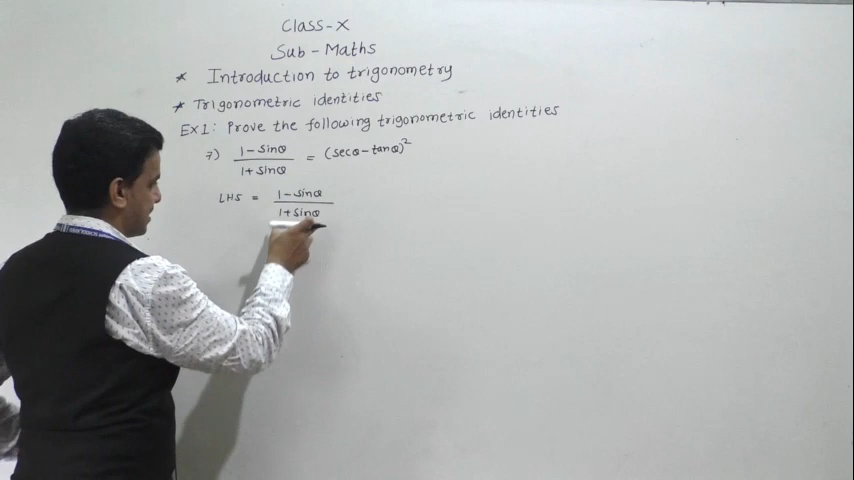 Class-X
Sub-Maths
* Introduction to trigonometry
* Trigonometric identities
EX1: Prove the following trigonometric identities
7) (1-sinθ)/(1+sinθ) = (secθ-tanθ)²
LHS = (1-sinθ)/(1+sinθ)